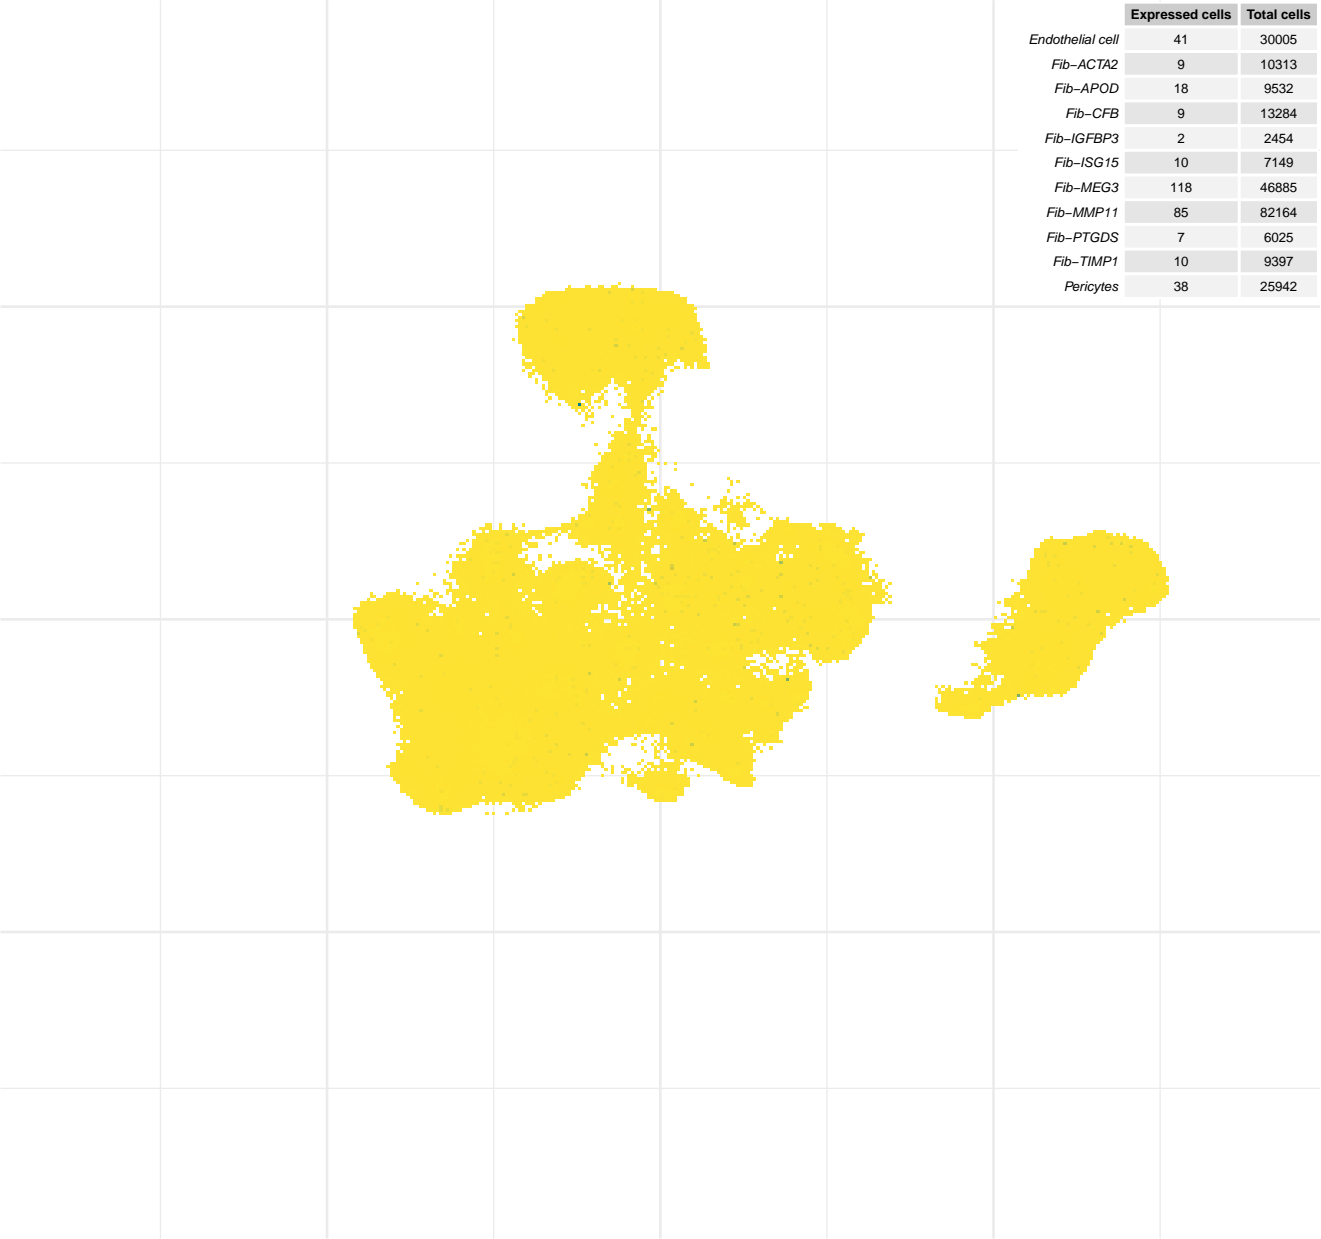 Expressed cells Total cells
Endothelial cell 41 30005
Fib−ACTA2 9 10313
Fib−APOD 18 9532
Fib−CFB 9 13284
Fib−IGFBP3 2 2454
Fib−ISG15 10 7149
Fib−MEG3 118 46885
Fib−MMP11 85 82164
Fib−PTGDS 7 6025
Fib−TIMP1 10 9397
Pericytes 38 25942